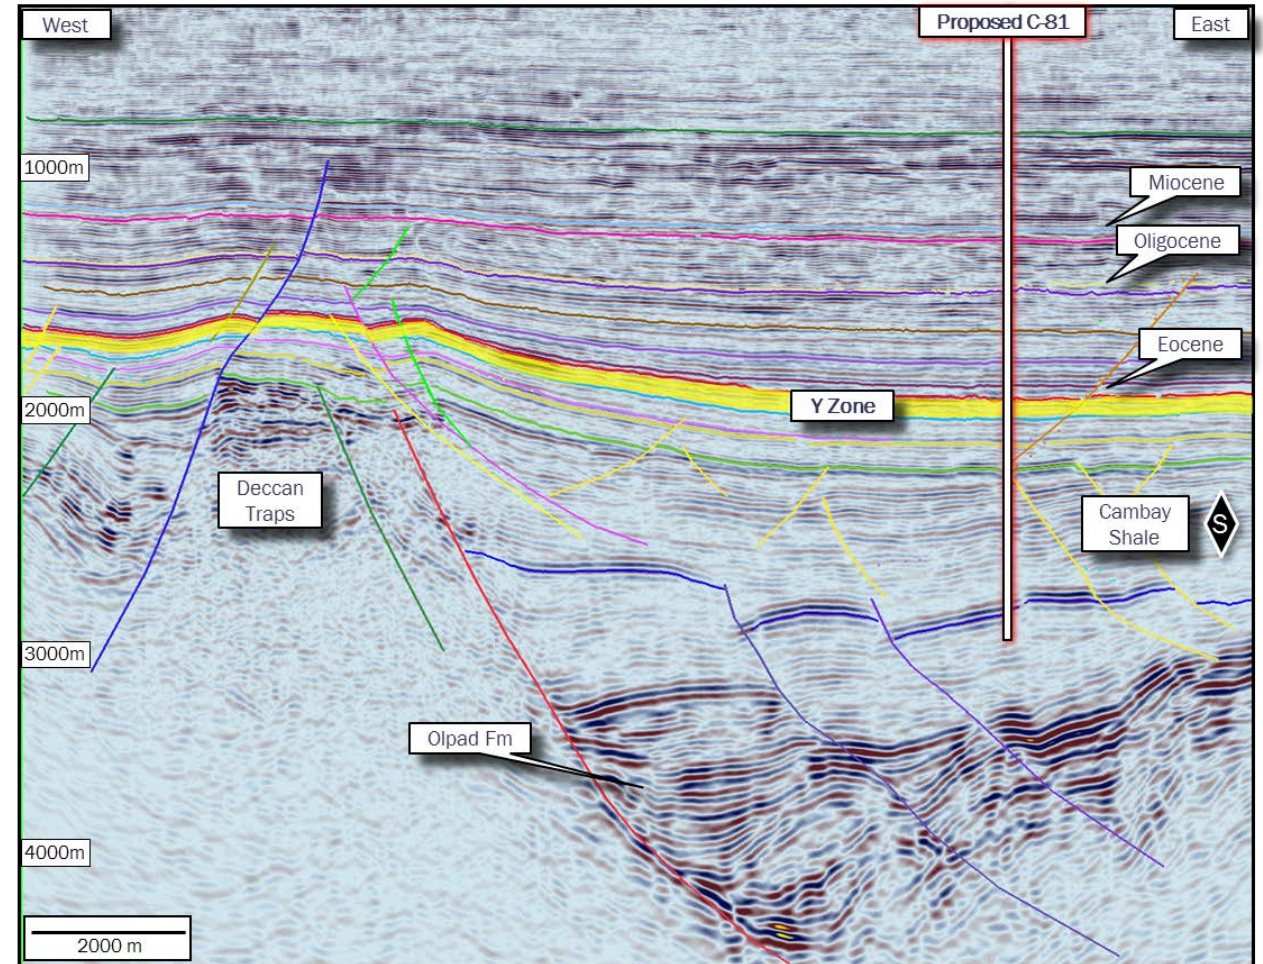 West
Proposed C-81
East
1000m
Miocene
Oligocene
Eocene
2000m
Y Zone
Deccan
Traps
Cambay
Shale
S
3000m
Olpad Fm
4000m
2000 m